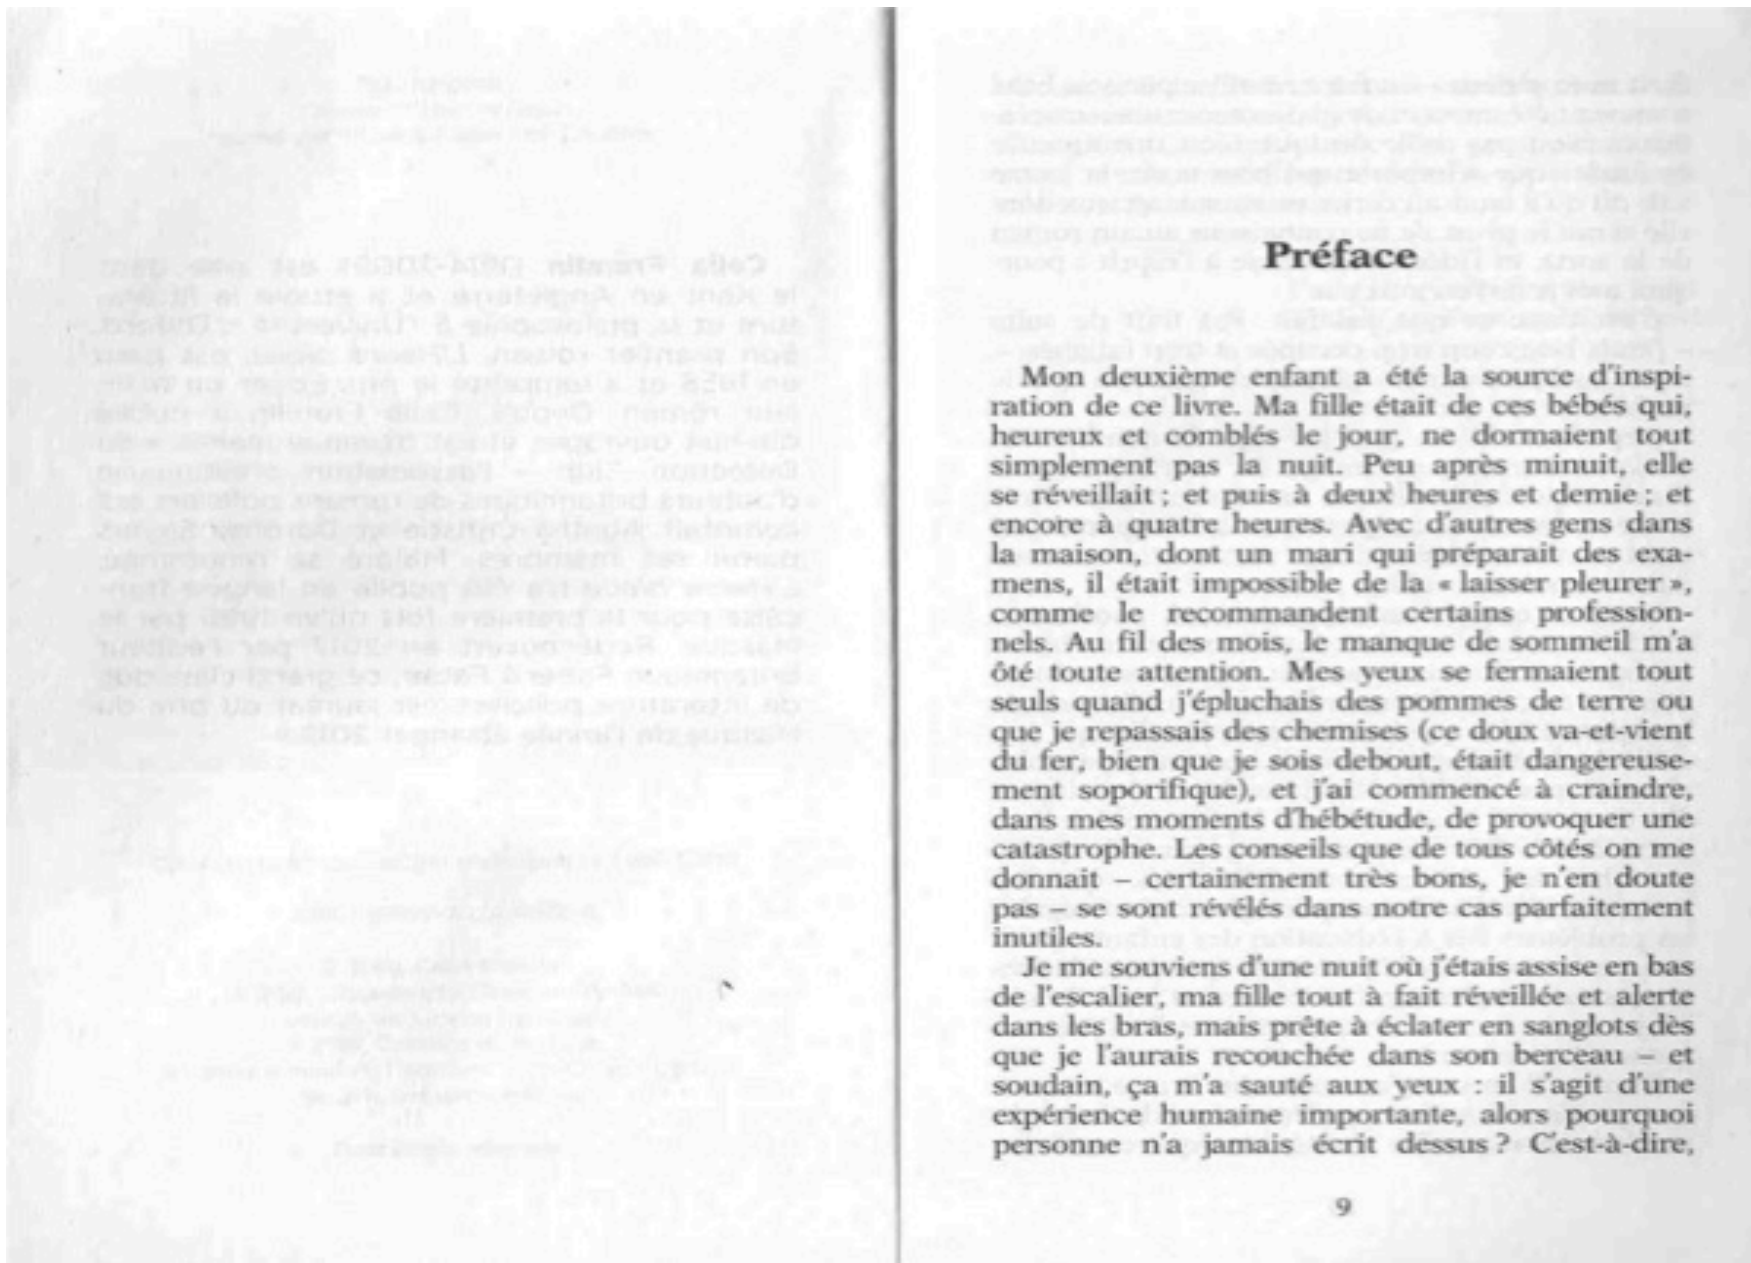 Préface
Mon deuxième enfant a été la source d'inspi-
ration de ce livre. Ma fille était de ces bébés qui,
heureux et comblés le jour, ne dormaient tout
simplement pas la nuit. Peu après minuit, elle
se réveillait ; et puis à deux heures et demie ; et
encore à quatre heures. Avec d'autres gens dans
la maison, dont un mari qui préparait des exa-
mens, il était impossible de la « laisser pleurer »,
comme le recommandent certains profession-
nels. Au fil des mois, le manque de sommeil m'a
ôté toute attention. Mes yeux se fermaient tout
seuls quand j'épluchais des pommes de terre ou
que je repassais des chemises (ce doux va-et-vient
du fer, bien que je sois debout, était dangereuse-
ment soporifique), et j'ai commencé à craindre,
dans mes moments d'hébétude, de provoquer une
catastrophe. Les conseils que de tous côtés on me
donnait – certainement très bons, je n'en doute
pas – se sont révélés dans notre cas parfaitement
inutiles.
Je me souviens d'une nuit où j'étais assise en bas
de l'escalier, ma fille tout à fait réveillée et alerte
dans les bras, mais prête à éclater en sanglots dès
que je l'aurais recouchée dans son berceau – et
soudain, ça m'a sauté aux yeux : il s'agit d'une
expérience humaine importante, alors pourquoi
personne n'a jamais écrit dessus ? C'est-à-dire,
9